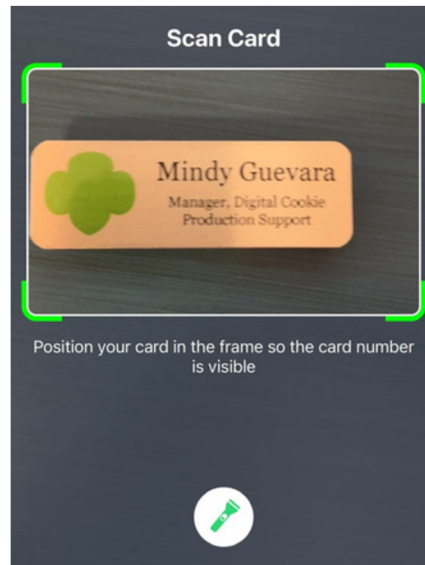 Scan Card
Mindy Guevara
Manager, Digital Cookie
Production Support
Position your card in the frame so the card number
is visible